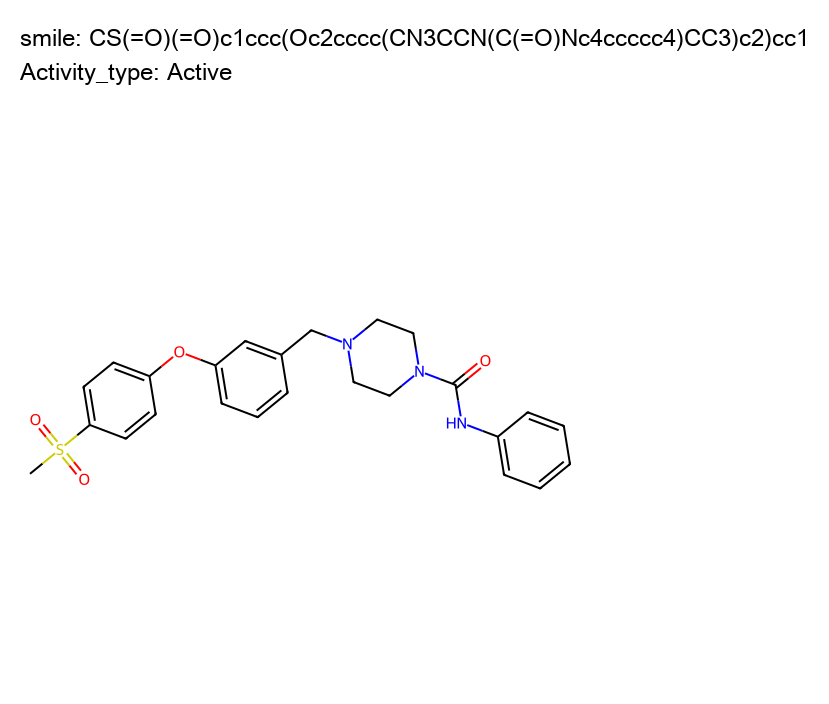 smile: CS(=O)(=O)c1ccc(Oc2cccc(CN3CCN(C(=O)Nc4ccccc4)CC3)c2)cc1
Activity_type: Active
O
N
O
N
O
HN
S
O